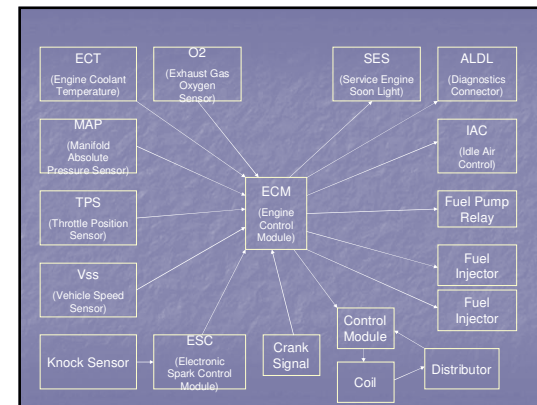 ECT
(Engine Coolant
Temperature)
O2
(Exhaust Gas
Oxygen
Sensor)
SES
(Service Engine
Soon Light)
ALDL
(Diagnostics
Connector)
MAP
(Manifold
Absolute
Pressure Sensor)
IAC
(Idle Air
Control)
ECM
(Engine
Control
Module)
TPS
(Throttle Position
Sensor)
Fuel Pump
Relay
Vss
(Vehicle Speed
Sensor)
Fuel
Injector
Fuel
Injector
Knock Sensor
ESC
(Electronic
Spark Control
Module)
Crank
Signal
Control
Module
Coil
Distributor